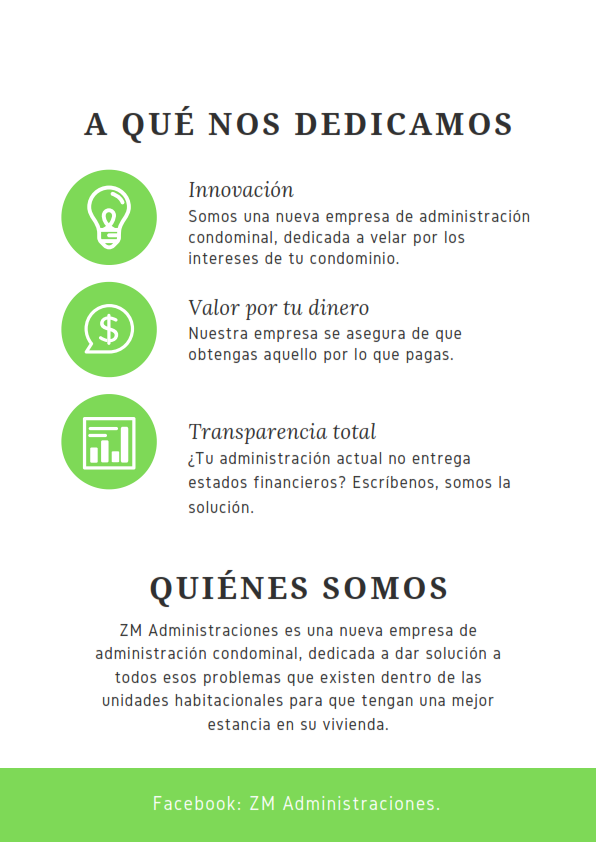 A QUÉ NOS DEDICAMOS
Innovación
Somos una nueva empresa de administración
condominal, dedicada a velar por los
intereses de tu condominio.
$
Valor por tu dinero
Nuestra empresa se asegura de que
obtengas aquello por lo que pagas.
Transparencia total
¿Tu administración actual no entrega
estados financieros? Escríbenos, somos la
solución.
QUIÉNES SOMOS
ZM Administraciones es una nueva empresa de
administración condominal, dedicada a dar solución a
todos esos problemas que existen dentro de las
unidades habitacionales para que tengan una mejor
estancia en su vivienda.
Facebook: ZM Administraciones.